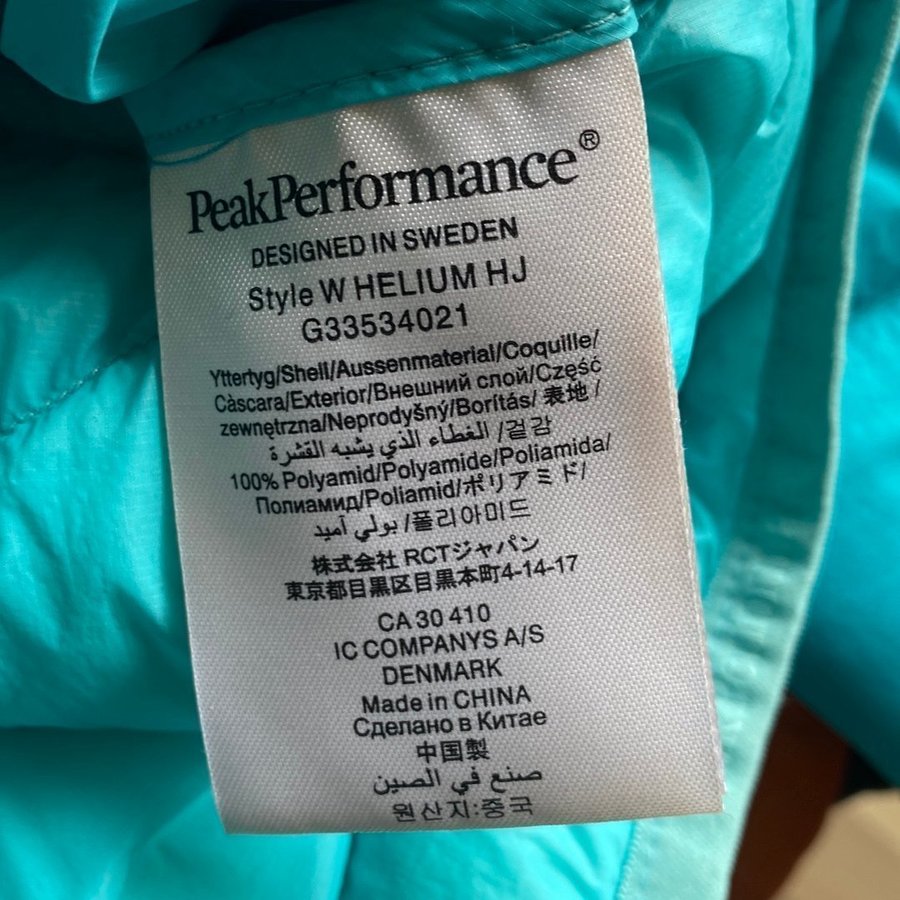 PeakPerformance®
DESIGNED IN SWEDEN
Style W HELIUM HJ
G33534021
Yttertyg/Shell/Aussenmaterial/Coquille/
Càscara/Exterior/Внешний слой/Część
zewnętrzna/Neprodyšný/Borítás/表地/
الغطاء الذي يشبه القشرة/겉감
100% Polyamid/Polyamide/Poliamida/
Полиамид/Poliamid/ポリアミド/
بولي أميد/폴리아미드
株式会社 RCTジャパン
東京都目黒区目黒本町4-14-17
CA 30 410
IC COMPANYS A/S
DENMARK
Made in CHINA
Сделано в Китае
中国製
صنع في الصين
원산지:중국